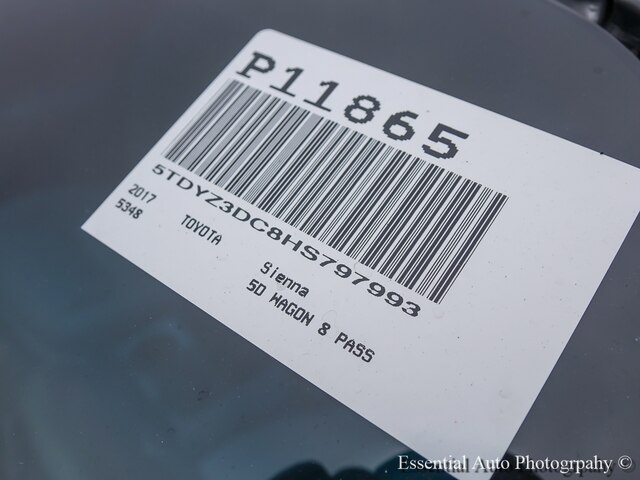 P11865
5TDYZ3DC8HS797993
2017 TOYOTA Sienna
5348 5D WAGON 8 PASS
Essential Auto Photogrpahy ©